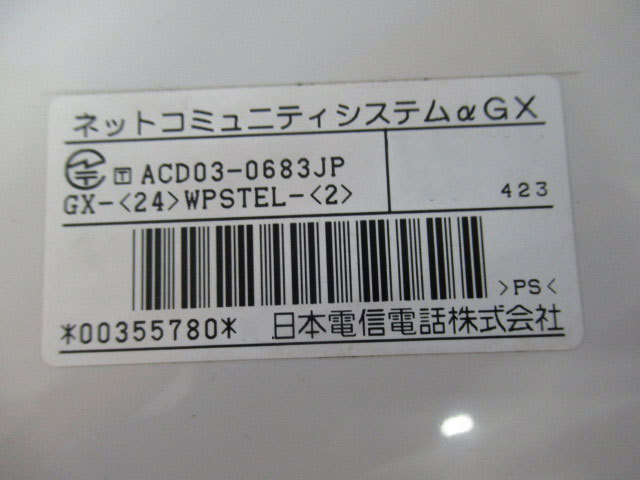 ネットコミュニティシステムαGX
T ACD03-0683JP
GX-<24>WPSTEL-<2>
423
>PS<
*00355780* 日本電信電話株式会社